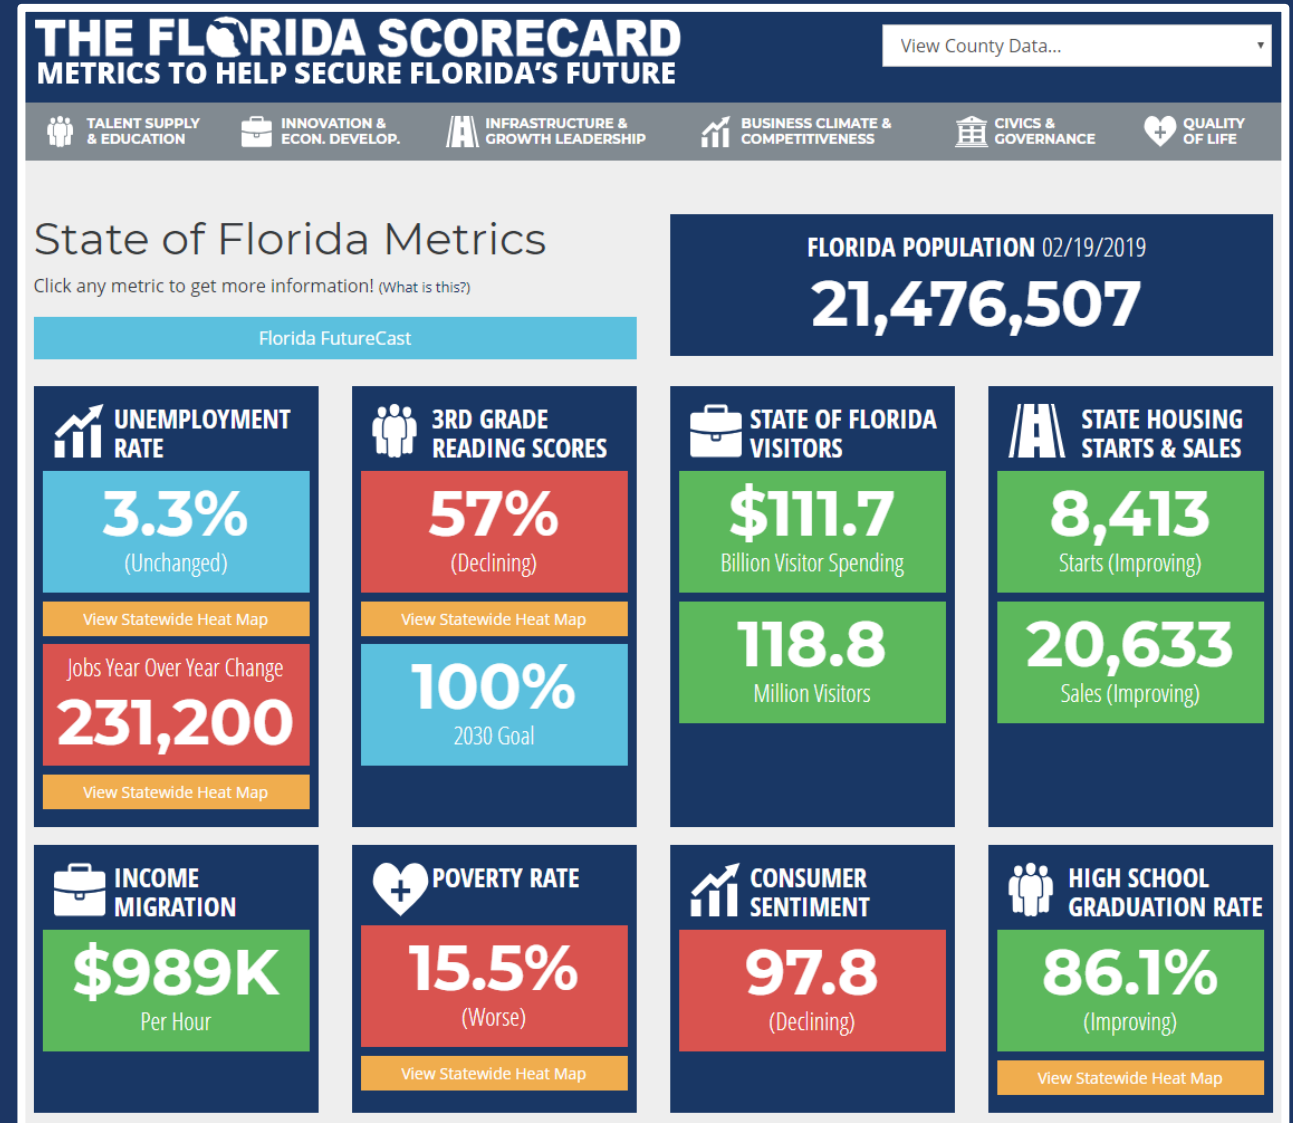 THE FLORIDA SCORECARD
METRICS TO HELP SECURE FLORIDA'S FUTURE
View County Data...
TALENT SUPPLY
& EDUCATION
INNOVATION &
ECON. DEVELOP.
INFRASTRUCTURE &
GROWTH LEADERSHIP
BUSINESS CLIMATE &
COMPETITIVENESS
CIVICS &
GOVERNANCE
QUALITY
OF LIFE
State of Florida Metrics
Click any metric to get more information! (What is this?)
Florida FutureCast
FLORIDA POPULATION 02/19/2019
21,476,507
UNEMPLOYMENT
RATE
3.3%
(Unchanged)
View Statewide Heat Map
Jobs Year Over Year Change
231,200
View Statewide Heat Map
3RD GRADE
READING SCORES
57%
(Declining)
View Statewide Heat Map
100%
2030 Goal
STATE OF FLORIDA
VISITORS
$111.7
Billion Visitor Spending
118.8
Million Visitors
STATE HOUSING
STARTS & SALES
8,413
Starts (Improving)
20,633
Sales (Improving)
INCOME
MIGRATION
$989K
Per Hour
POVERTY RATE
15.5%
(Worse)
View Statewide Heat Map
CONSUMER
SENTIMENT
97.8
(Declining)
HIGH SCHOOL
GRADUATION RATE
86.1%
(Improving)
View Statewide Heat Map